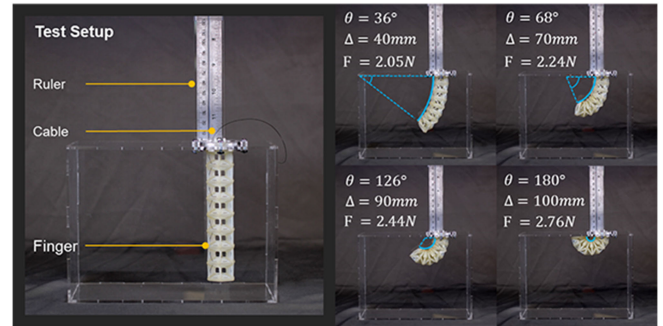 Test Setup
Ruler
Cable
Finger
θ = 36°
Δ = 40mm
F = 2.05N
θ = 68°
Δ = 70mm
F = 2.24N
θ = 126°
Δ = 90mm
F = 2.44N
θ = 180°
Δ = 100mm
F = 2.76N